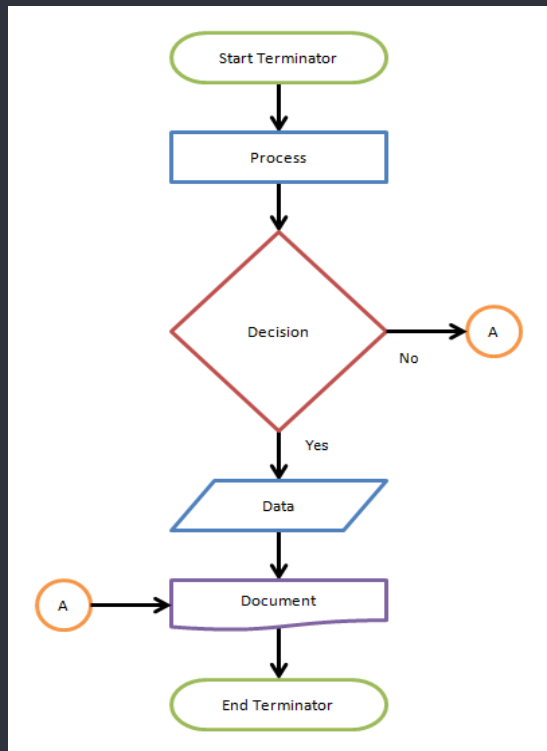 Start Terminator
Process
Decision
A
No
Yes
Data
A
Document
End Terminator